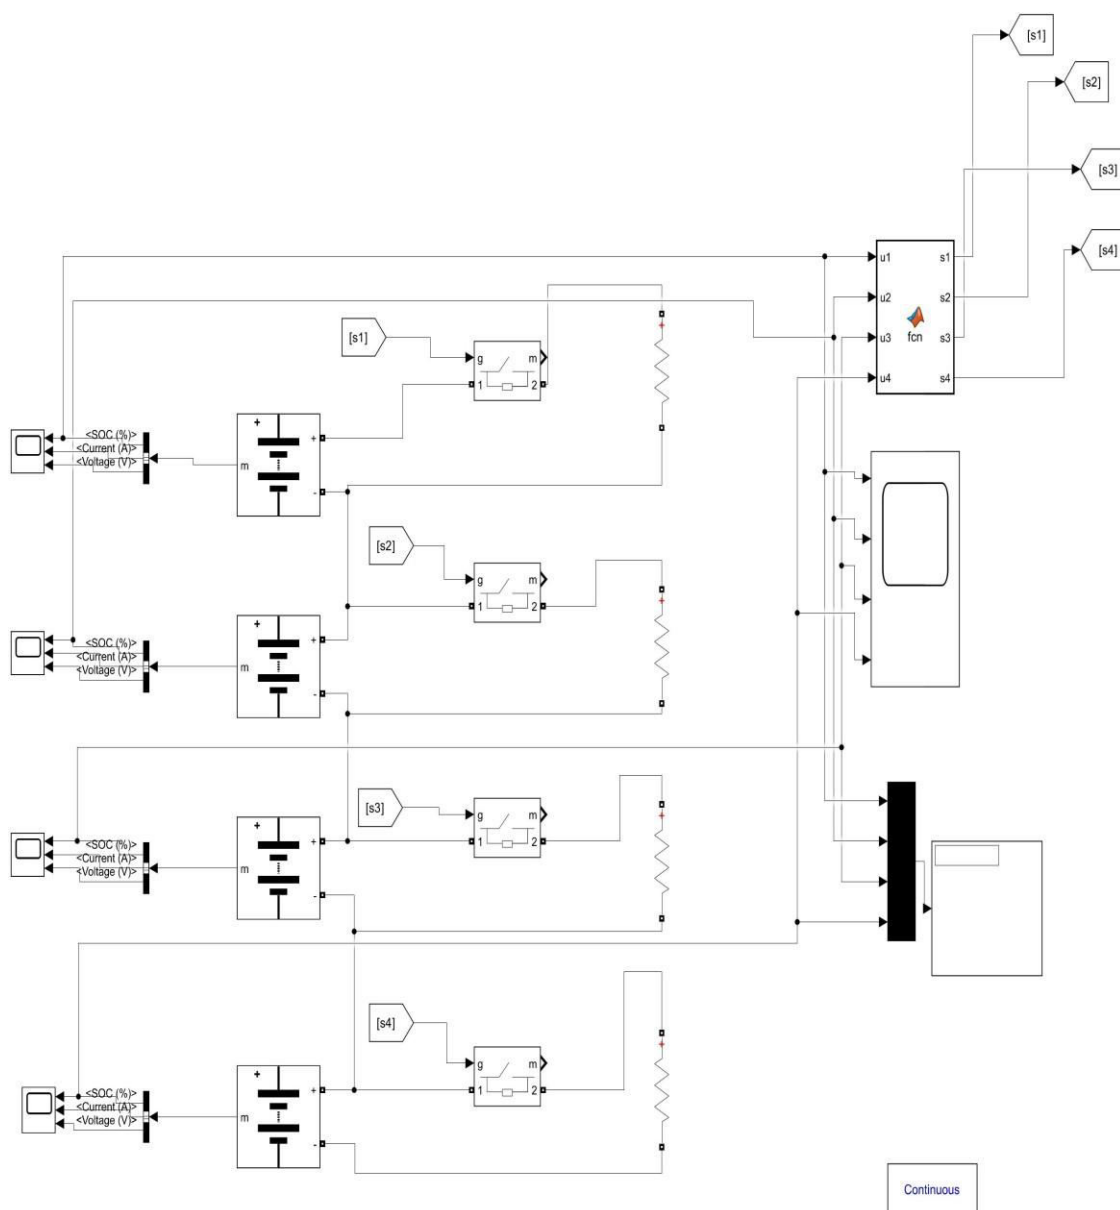 [s1]
[s2]
[s3]
[s4]
u1 s1
u2 s2
fcn
u3 s3
u4 s4
[s1]
g m
1 2
+
<SOC (%)>
<Current (A)>
<Voltage (V)>
m
+
+
-
[s2]
g m
1 2
+
<SOC (%)>
<Current (A)>
<Voltage (V)>
m
+
+
-
[s3]
g m
1 2
+
<SOC (%)>
<Current (A)>
<Voltage (V)>
m
+
+
-
[s4]
g m
1 2
+
<SOC (%)>
<Current (A)>
<Voltage (V)>
m
+
+
-
Continuous